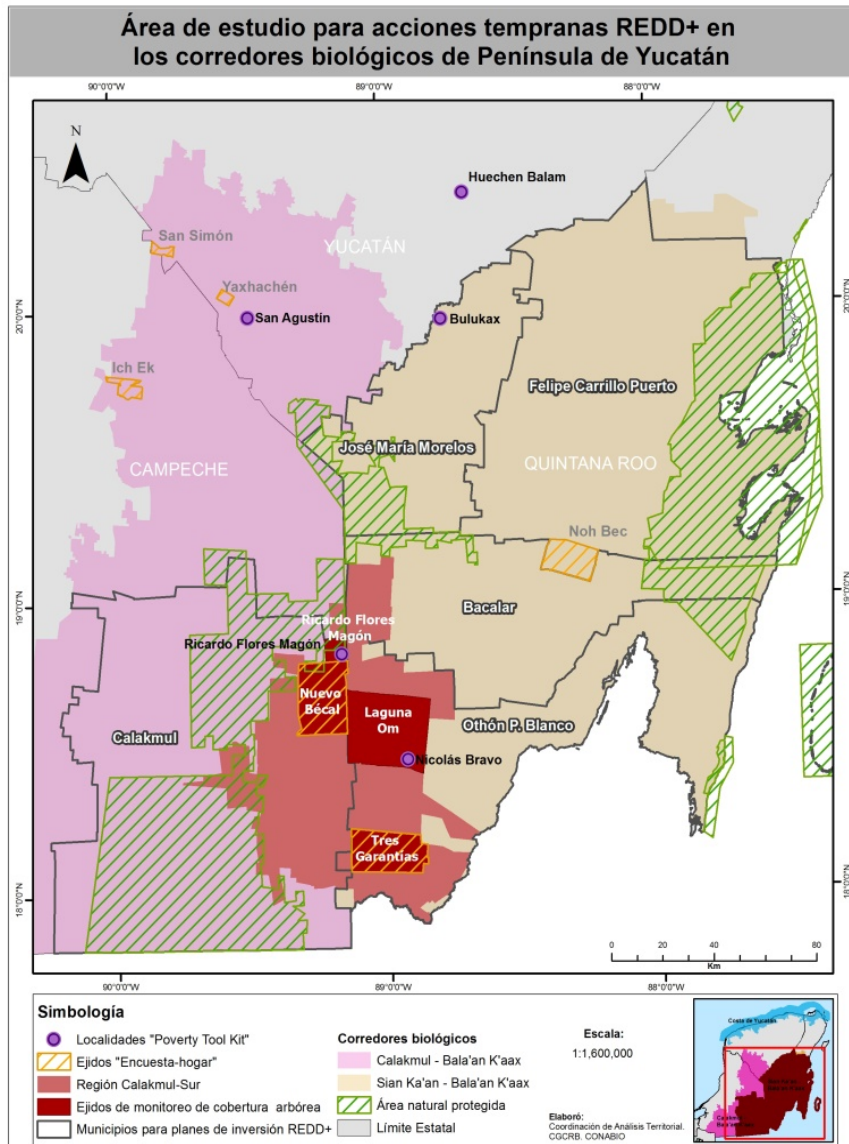 Área de estudio para acciones tempranas REDD+ en
los corredores biológicos de Península de Yucatán
90°0'0"W
89°0'0"W
88°0'0"W
N
Huechen Balam
San Simón
YUCATÁN
Yaxhachén
20°0'0"N
20°0'0"N
San Agustín
Bulukax
Ich Ek
Felipe Carrillo Puerto
José María Morelos
CAMPECHE
QUINTANA ROO
Noh Bec
19°0'0"N
19°0'0"N
Bacalar
Ricardo Flores
Magón
Ricardo Flores Magón
Nuevo
Bécal
Laguna
Om
Othón P. Blanco
Calakmul
Nicolás Bravo
Tres
Garantias
18°0'0"N
18°0'0"N
0 20 40 60 80
Km
90°0'0"W
89°0'0"W
88°0'0"W
Simbología
Localidades "Poverty Tool Kit"
Ejidos "Encuesta-hogar"
Región Calakmul-Sur
Ejidos de monitoreo de cobertura arbórea
Municipios para planes de inversión REDD+
Corredores biológicos
Calakmul - Bala'an K'aax
Sian Ka'an - Bala'an K'aax
Área natural protegida
Límite Estatal
Escala:
1:1,600,000
Elaboró:
Coordinación de Análisis Territorial.
CGCRB. CONABIO
Costa de Yucatán